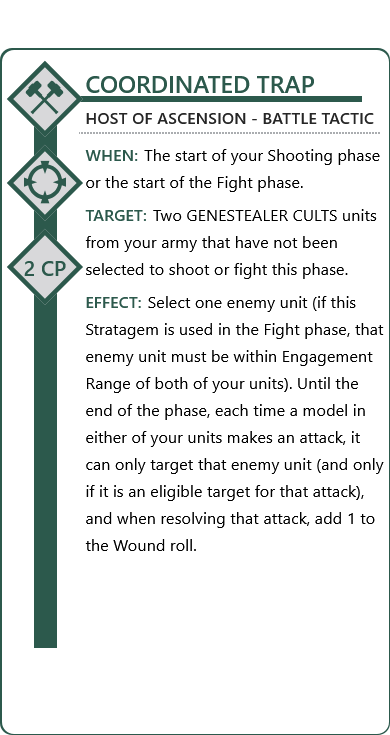 COORDINATED TRAP
HOST OF ASCENSION - BATTLE TACTIC
WHEN: The start of your Shooting phase
or the start of the Fight phase.
TARGET: Two GENESTEALER CULTS units
from your army that have not been
2 CP
selected to shoot or fight this phase.
EFFECT: Select one enemy unit (if this
Stratagem is used in the Fight phase, that
enemy unit must be within Engagement
Range of both of your units). Until the
end of the phase, each time a model in
either of your units makes an attack, it
can only target that enemy unit (and only
if it is an eligible target for that attack),
and when resolving that attack, add 1 to
the Wound roll.